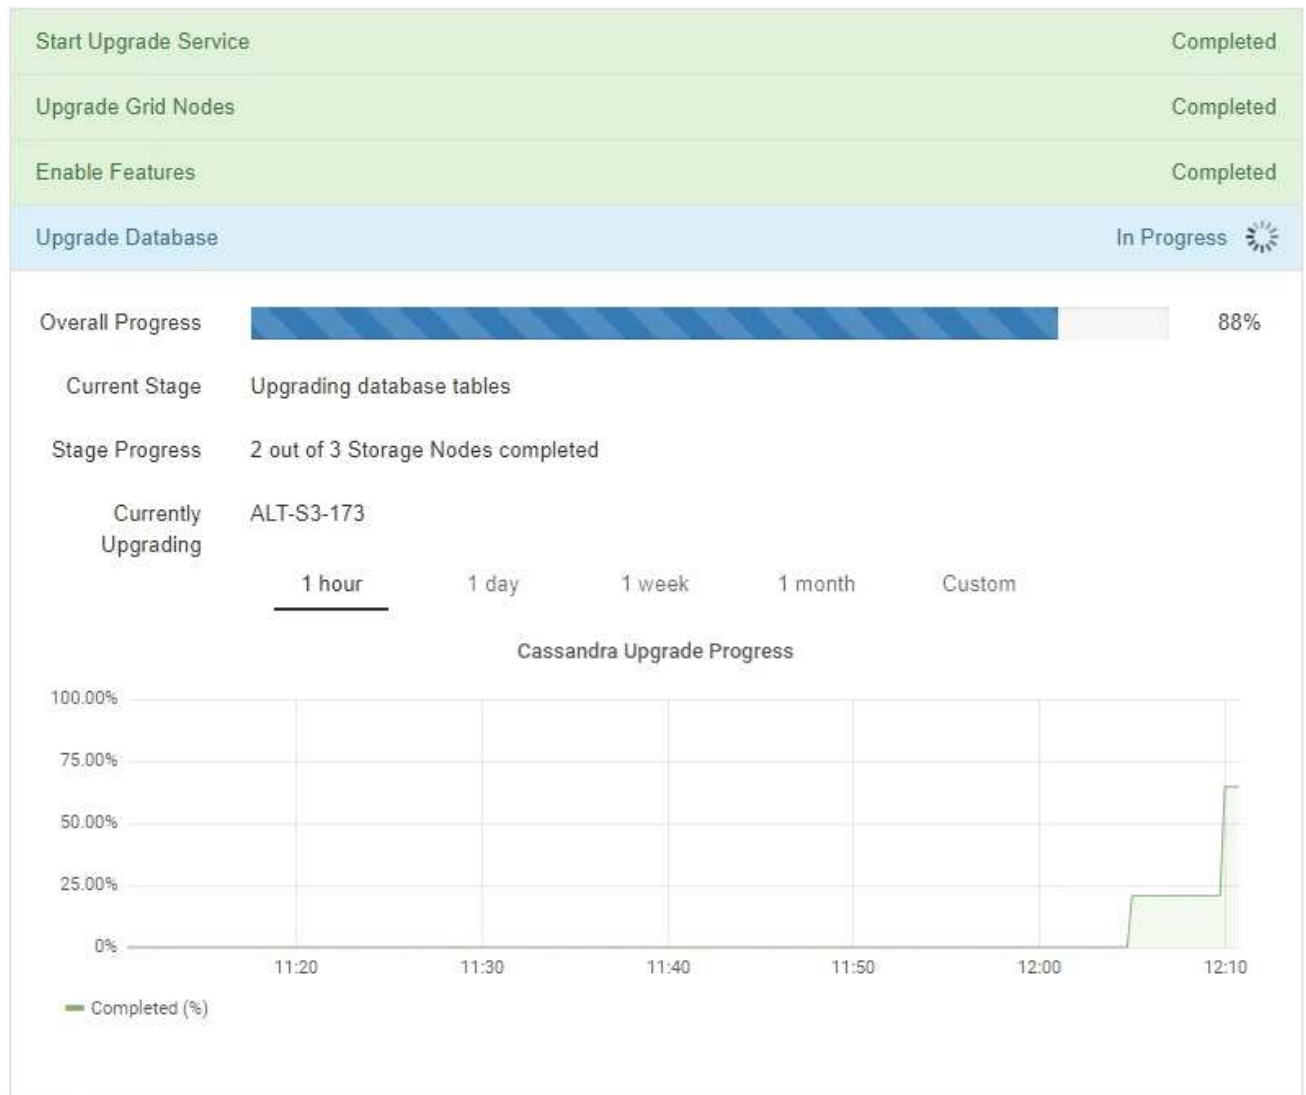 Start Upgrade Service Completed
Upgrade Grid Nodes Completed
Enable Features Completed
Upgrade Database In Progress
Overall Progress 88%
Current Stage Upgrading database tables
Stage Progress 2 out of 3 Storage Nodes completed
Currently ALT-S3-173
Upgrading
1 hour 1 day 1 week 1 month Custom
Cassandra Upgrade Progress
100.00%
75.00%
50.00%
25.00%
0%
11:20 11:30 11:40 11:50 12:00 12:10
Completed (%)